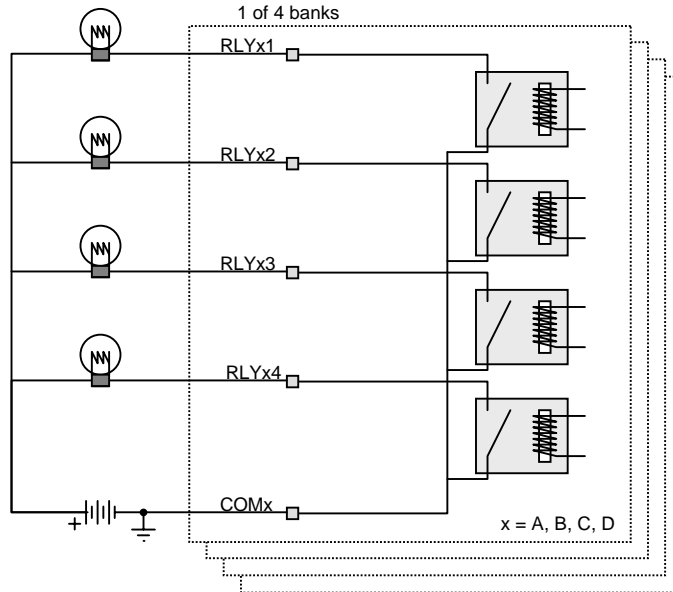 1 of 4 banks
RLYx1
RLYx2
RLYx3
RLYx4
COMx
+
x = A, B, C, D